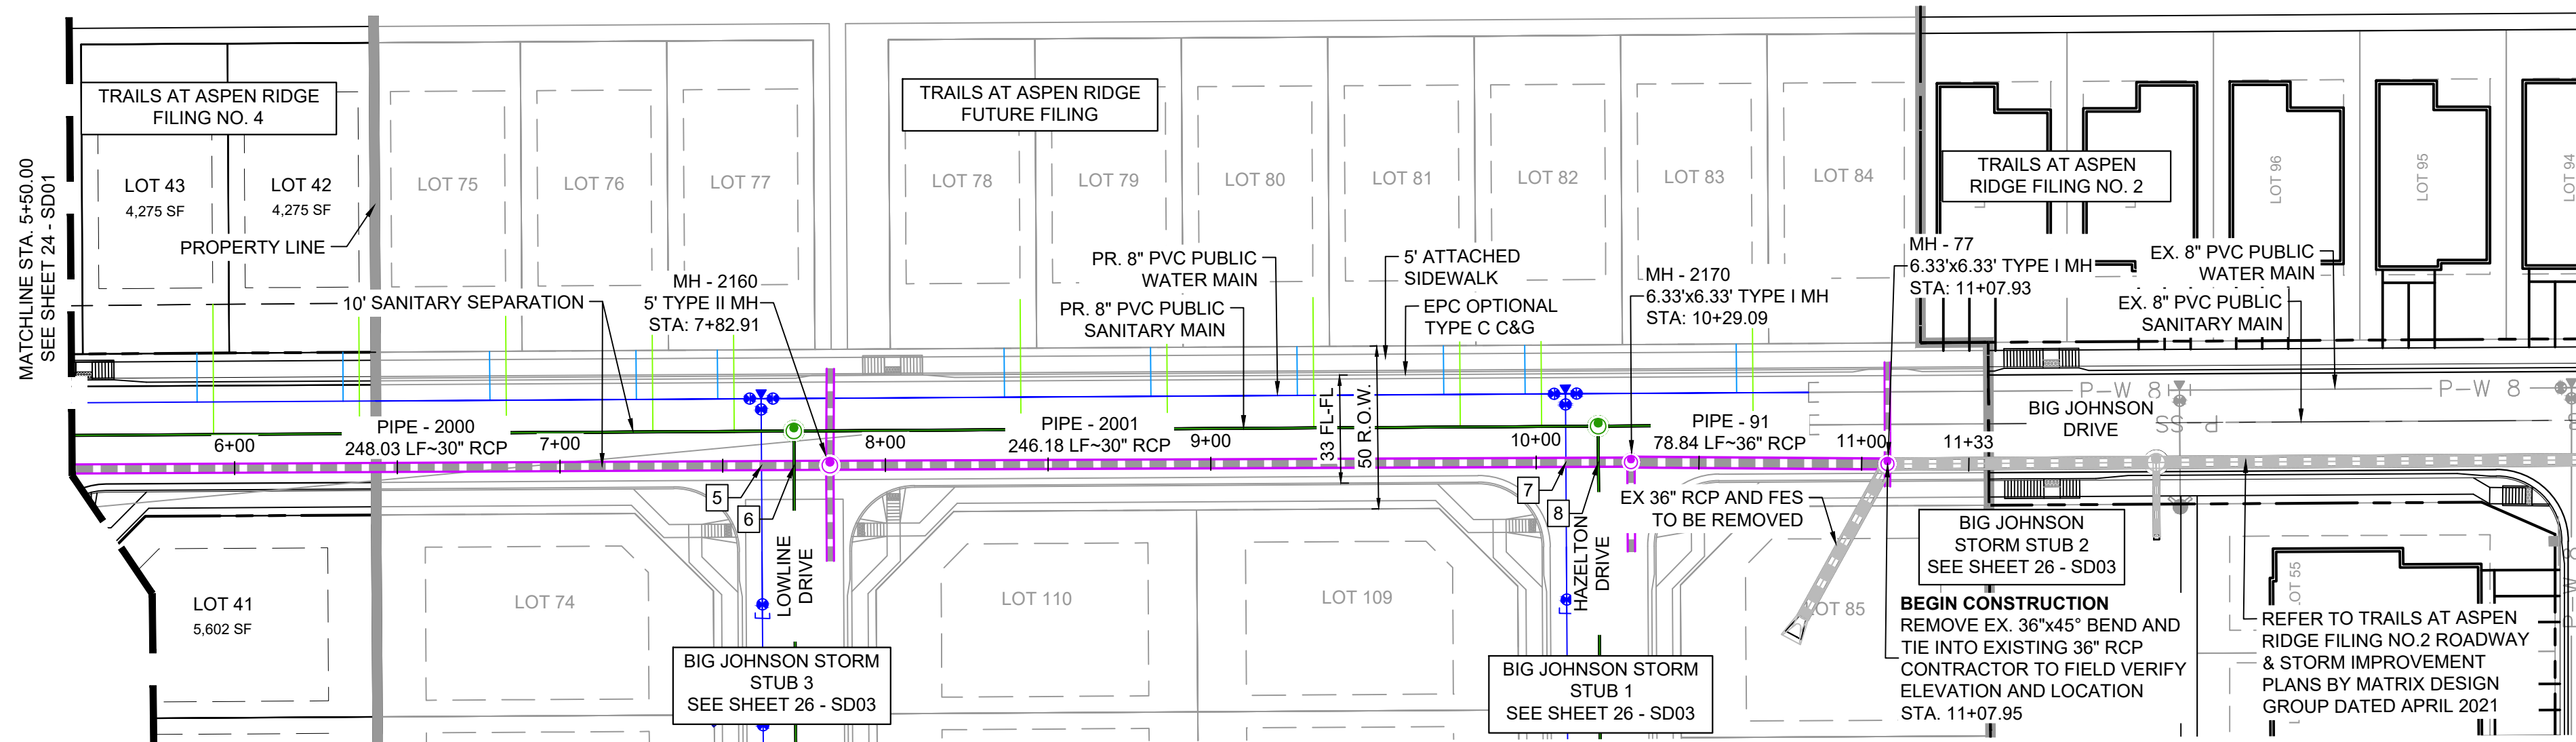 MATCHLINE STA. 5+50.00
SEE SHEET 24 - SD01
TRAILS AT ASPEN RIDGE
FILING NO. 4
LOT 43
4,275 SF
LOT 42
4,275 SF
PROPERTY LINE
LOT 75
LOT 76
LOT 77
TRAILS AT ASPEN RIDGE
FUTURE FILING
LOT 78
LOT 79
LOT 80
LOT 81
LOT 82
LOT 83
LOT 84
TRAILS AT ASPEN
RIDGE FILING NO. 2
LOT 96
LOT 95
LOT 94
10' SANITARY SEPARATION
MH - 2160
5' TYPE II MH
STA: 7+82.91
PR. 8" PVC PUBLIC
WATER MAIN
PR. 8" PVC PUBLIC
SANITARY MAIN
5' ATTACHED
SIDEWALK
EPC OPTIONAL
TYPE C C&G
MH - 2170
6.33'x6.33' TYPE I MH
STA: 10+29.09
MH - 77
6.33'x6.33' TYPE I MH
STA: 11+07.93
EX. 8" PVC PUBLIC
WATER MAIN
EX. 8" PVC PUBLIC
SANITARY MAIN
P-W 8
P-W 8
P-SS
BIG JOHNSON
DRIVE
6+00
PIPE - 2000
248.03 LF~30" RCP
7+00
8+00
PIPE - 2001
246.18 LF~30" RCP
9+00
33 FL-FL
50 R.O.W.
10+00
PIPE - 91
78.84 LF~36" RCP
11+00
11+33
5
6
7
8
LOWLINE
DRIVE
HAZELTON
DRIVE
EX 36" RCP AND FES
TO BE REMOVED
BIG JOHNSON
STORM STUB 2
SEE SHEET 26 - SD03
LOT 41
5,602 SF
LOT 74
LOT 110
LOT 109
LOT 85
LOT 55
BIG JOHNSON STORM
STUB 3
SEE SHEET 26 - SD03
BIG JOHNSON STORM
STUB 1
SEE SHEET 26 - SD03
BEGIN CONSTRUCTION
REMOVE EX. 36"x45° BEND AND
TIE INTO EXISTING 36" RCP
CONTRACTOR TO FIELD VERIFY
ELEVATION AND LOCATION
STA. 11+07.95
REFER TO TRAILS AT ASPEN
RIDGE FILING NO.2 ROADWAY
& STORM IMPROVEMENT
PLANS BY MATRIX DESIGN
GROUP DATED APRIL 2021